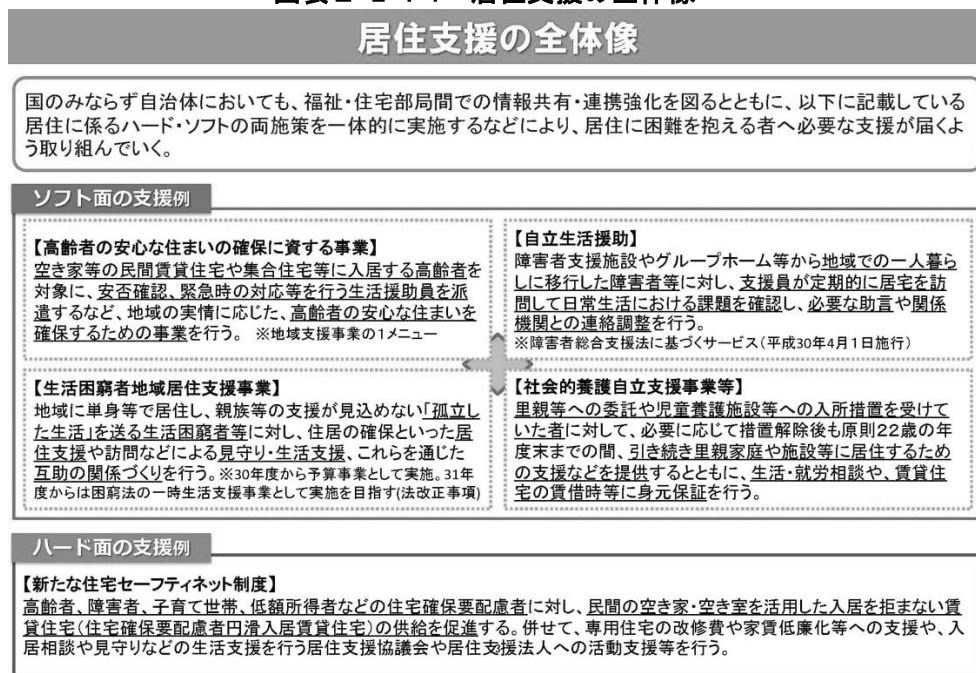 居住支援の全体像
国のみならず自治体においても、福祉・住宅部局間での情報共有・連携強化を図るとともに、以下に記載している
居住に係るハード・ソフトの両施策を一体的に実施するなどにより、居住に困難を抱える者へ必要な支援が届くよ
う取り組んでいく。
ソフト面の支援例
【高齢者の安心な住まいの確保に資する事業】
空き家等の民間賃貸住宅や集合住宅等に入居する高齢者を
対象に、安否確認、緊急時の対応等を行う生活援助員を派
遣するなど、地域の実情に応じた、高齢者の安心な住まいを
確保するための事業を行う。 ※地域支援事業の1メニュー
【自立生活援助】
障害者支援施設やグループホーム等から地域での一人暮ら
しに移行した障害者等に対し、支援員が定期的に居宅を訪
問して日常生活における課題を確認し、必要な助言や関係
機関との連絡調整を行う。
※障害者総合支援法に基づくサービス(平成30年4月1日施行)
【生活困窮者地域居住支援事業】
地域に単身等で居住し、親族等の支援が見込めない「孤立し
た生活」を送る生活困窮者等に対し、住居の確保といった居
住支援や訪問などによる見守り・生活支援、これらを通じた
互助の関係づくりを行う。※30年度から予算事業として実施。31年
度からは困窮法の一時生活支援事業として実施を目指す(法改正事項)
【社会的養護自立支援事業等】
里親等への委託や児童養護施設等への入所措置を受けて
いた者に対して、必要に応じて措置解除後も原則22歳の年
度末までの間、引き続き里親家庭や施設等に居住するため
の支援などを提供するとともに、生活・就労相談や、賃貸住
宅の賃借時等に身元保証を行う。
ハード面の支援例
【新たな住宅セーフティネット制度】
高齢者、障害者、子育て世帯、低額所得者などの住宅確保要配慮者に対し、民間の空き家・空き室を活用した入居を拒まない賃
貸住宅(住宅確保要配慮者円滑入居賃貸住宅)の供給を促進する。併せて、専用住宅の改修費や家賃低廉化等への支援や、入
居相談や見守りなどの生活支援を行う居住支援協議会や居住支援法人への活動支援等を行う。